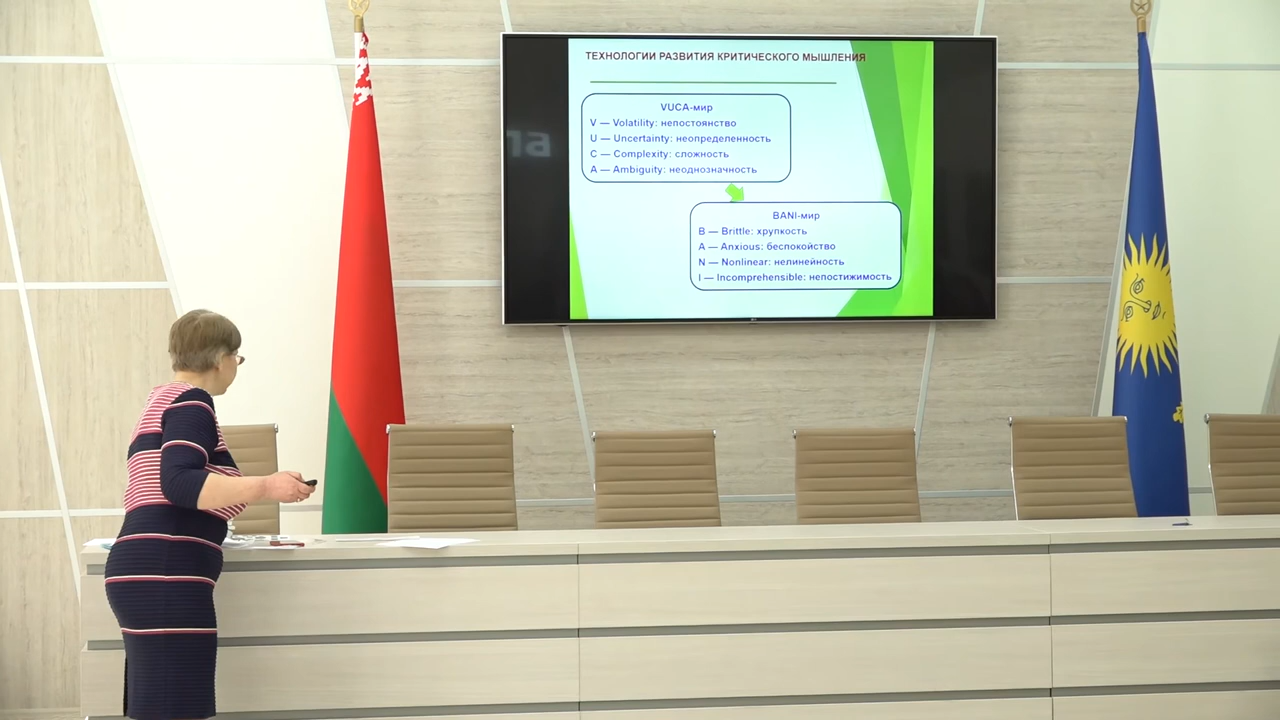 ТЕХНОЛОГИИ РАЗВИТИЯ КРИТИЧЕСКОГО МЫШЛЕНИЯ
VUCA-мир
V — Volatility: непостоянство
U — Uncertainty: неопределенность
C — Complexity: сложность
A — Ambiguity: неоднозначность
BANI-мир
B — Brittle: хрупкость
A — Anxious: беспокойство
N — Nonlinear: нелинейность
I — Incomprehensible: непостижимость